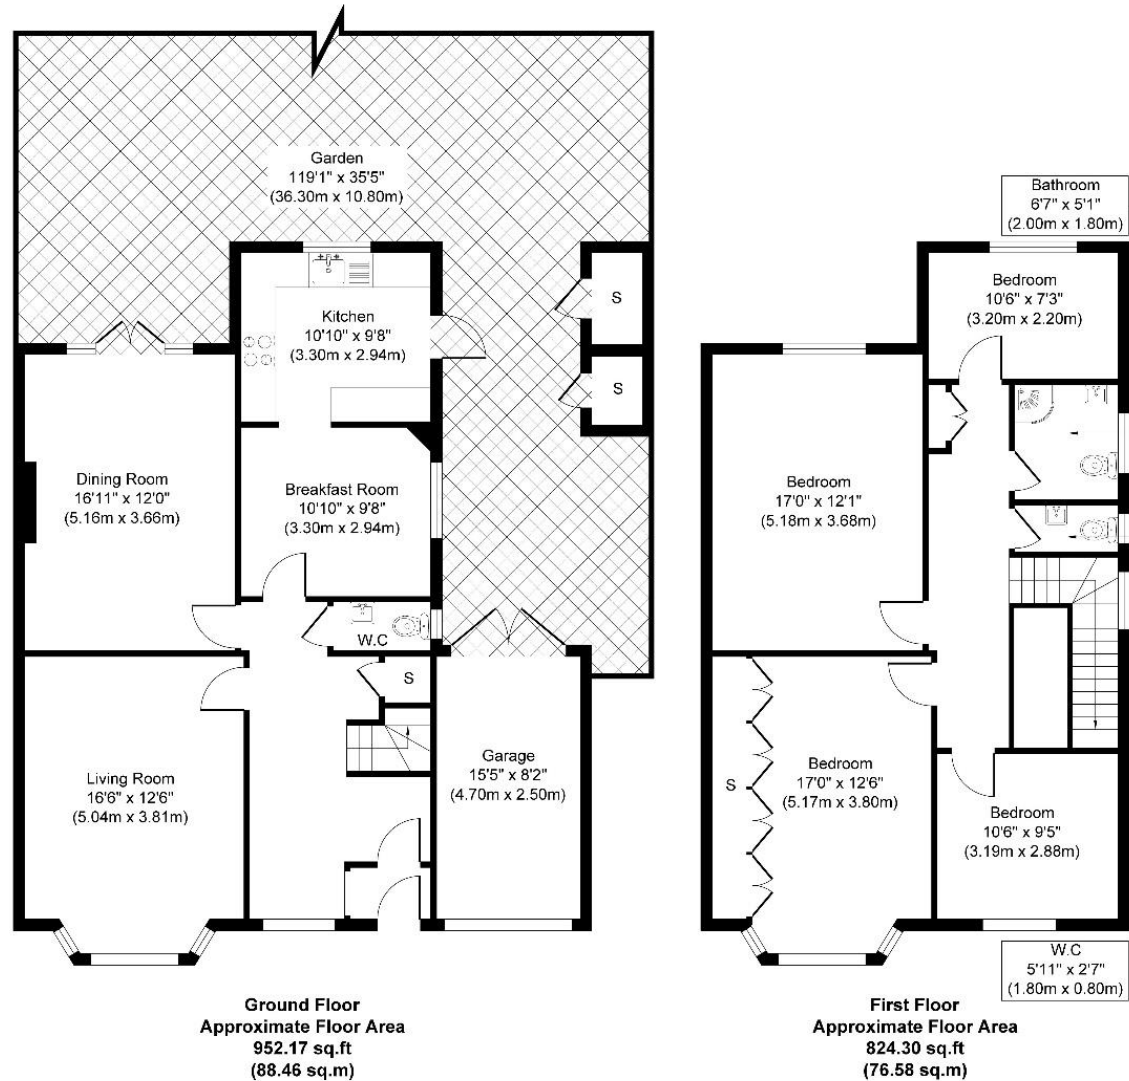 Garden
119'1" x 35'5"
(36.30m x 10.80m)
Kitchen
10'10" x 9'8"
(3.30m x 2.94m)
S
S
Dining Room
16'11" x 12'0"
(5.16m x 3.66m)
Breakfast Room
10'10" x 9'8"
(3.30m x 2.94m)
W.C
S
Living Room
16'6" x 12'6"
(5.04m x 3.81m)
Garage
15'5" x 8'2"
(4.70m x 2.50m)
Ground Floor
Approximate Floor Area
952.17 sq.ft
(88.46 sq.m)
Bathroom
6'7" x 5'1"
(2.00m x 1.80m)
Bedroom
10'6" x 7'3"
(3.20m x 2.20m)
Bedroom
17'0" x 12'1"
(5.18m x 3.68m)
S
Bedroom
17'0" x 12'6"
(5.17m x 3.80m)
Bedroom
10'6" x 9'5"
(3.19m x 2.88m)
W.C
5'11" x 2'7"
(1.80m x 0.80m)
First Floor
Approximate Floor Area
824.30 sq.ft
(76.58 sq.m)